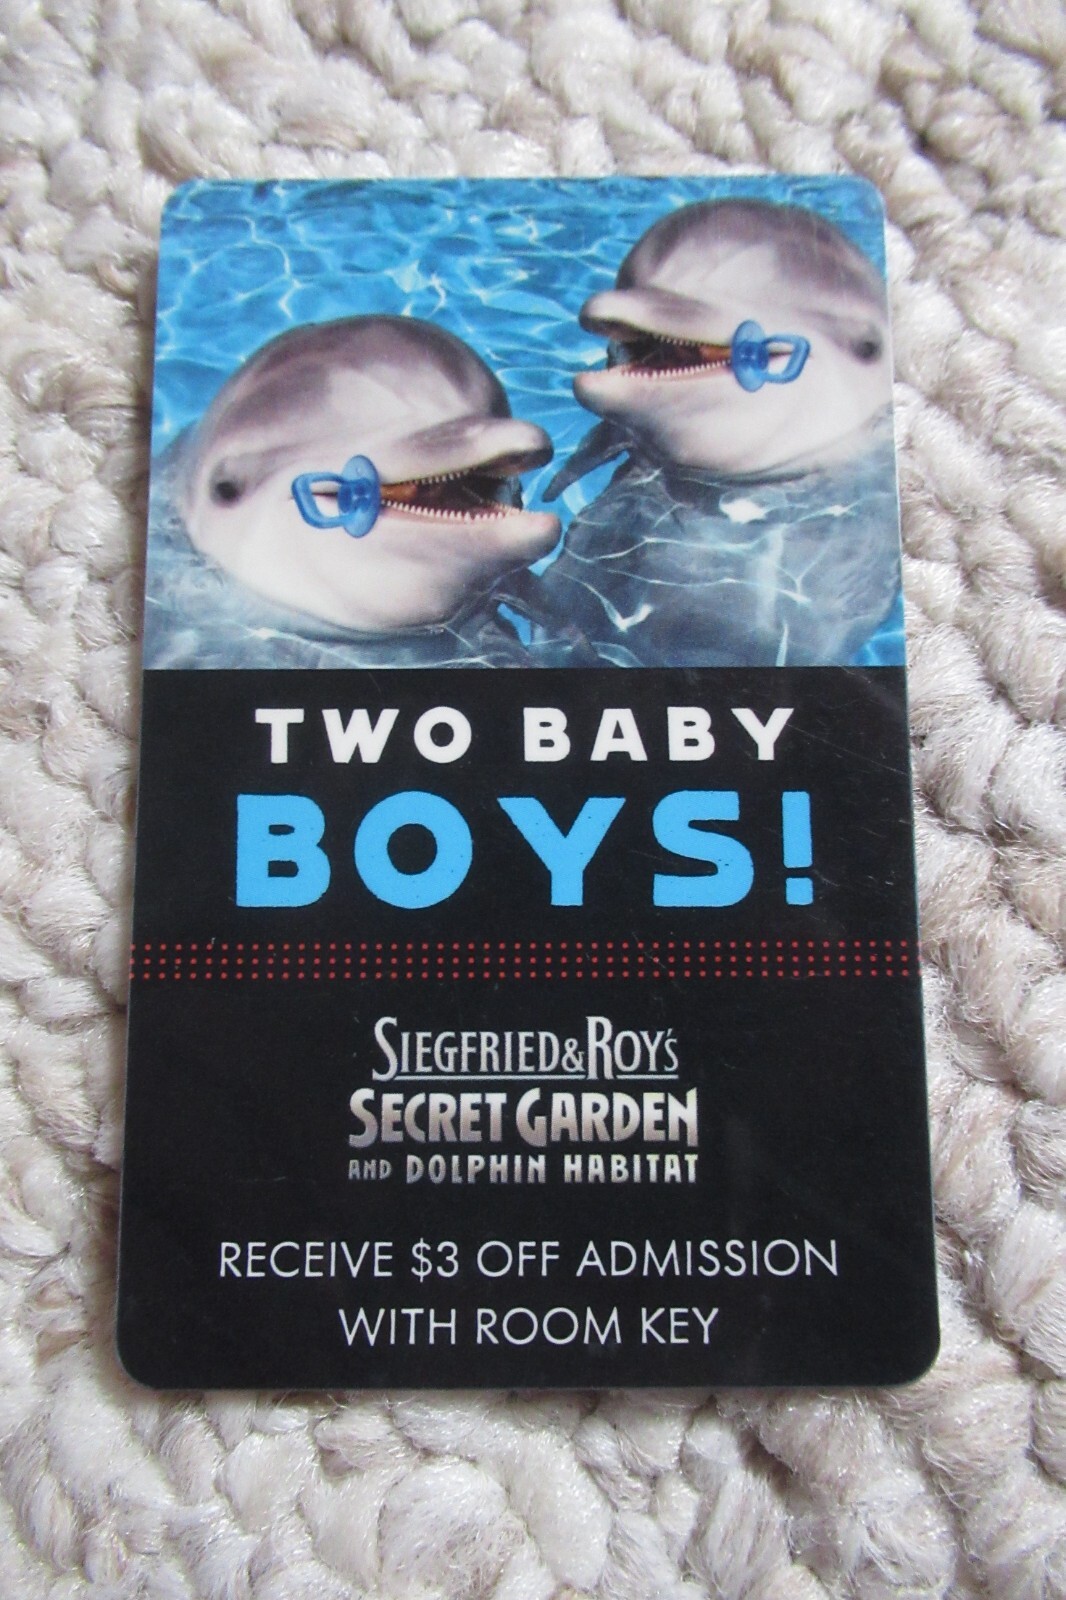 TWO BABY
BOYS!
SIEGFRIED & ROY'S
SECRET GARDEN
AND DOLPHIN HABITAT
RECEIVE $3 OFF ADMISSION
WITH ROOM KEY